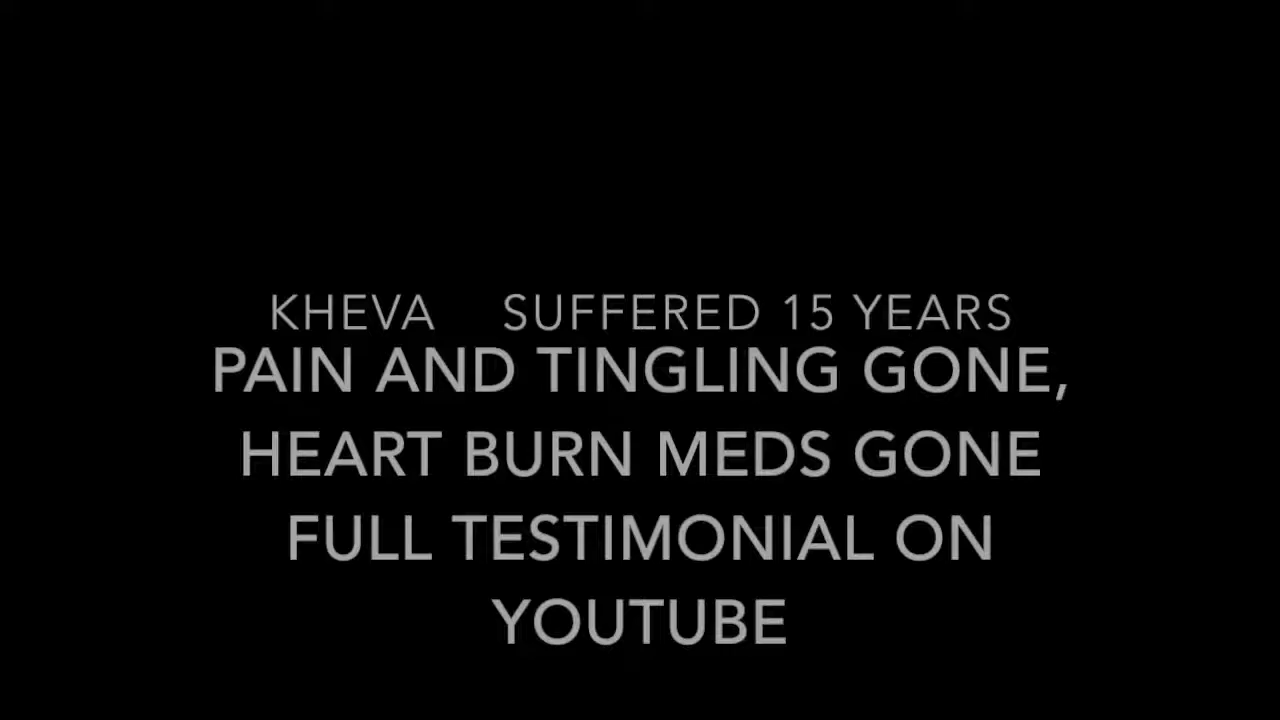 KHEVA SUFFERED 15 YEARS
PAIN AND TINGLING GONE,
HEART BURN MEDS GONE
FULL TESTIMONIAL ON
YOUTUBE